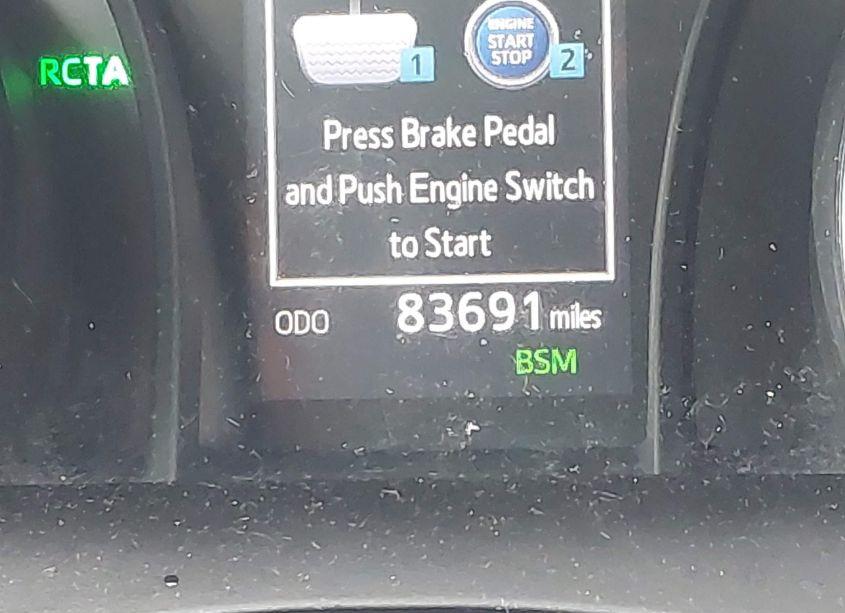 RCTA
1
ENGINE
START
STOP
2
Press Brake Pedal
and Push Engine Switch
to Start
ODO 83691 miles
BSM